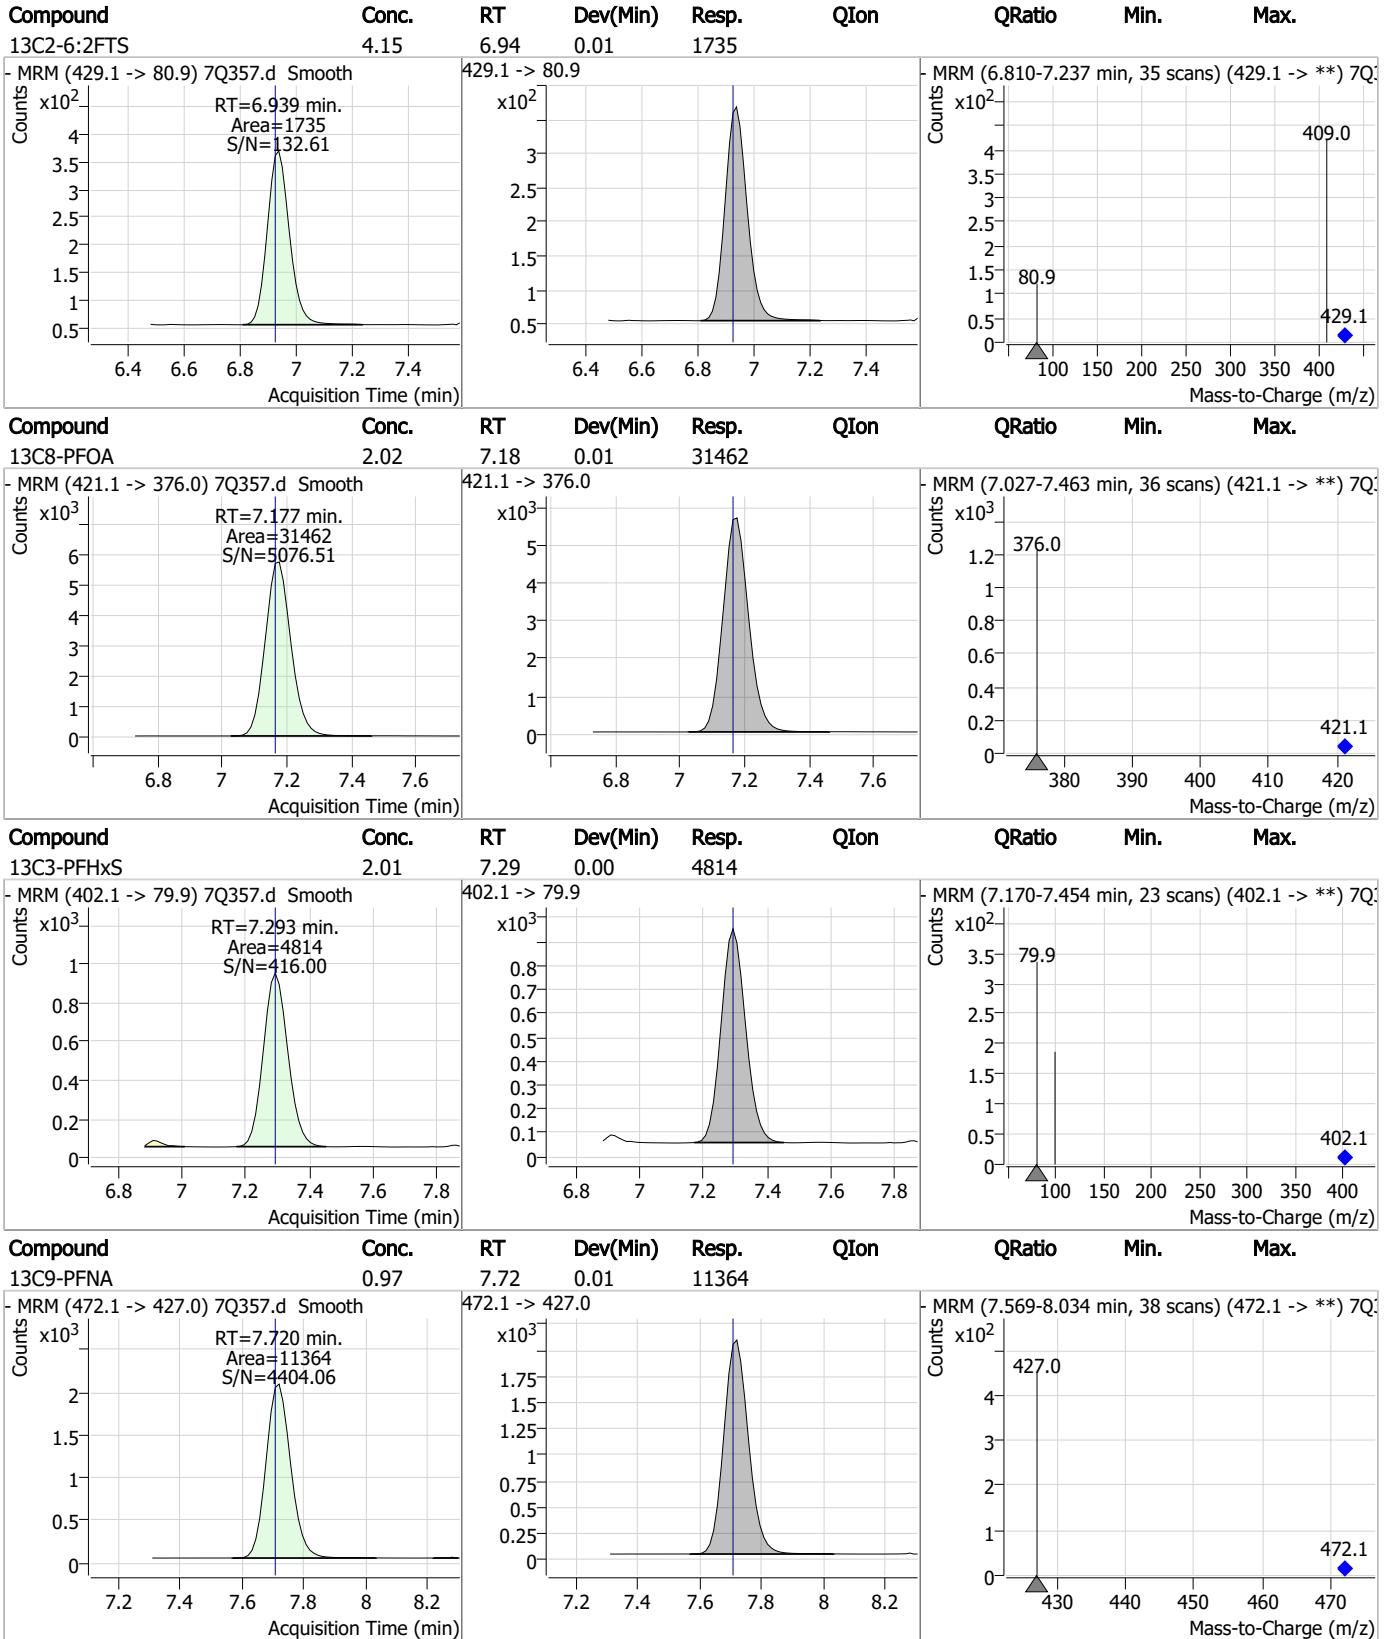 Compound Conc. RT Dev(Min) Resp. QIon QRatio Min. Max.
13C2-6:2FTS 4.15 6.94 0.01 1735
- MRM (429.1 -> 80.9) 7Q357.d Smooth
Counts
x10²
RT=6.939 min.
Area=1735
S/N=132.61
4
3.5
3
2.5
2
1.5
1
0.5
6.4 6.6 6.8 7 7.2 7.4
Acquisition Time (min)
429.1 -> 80.9
x10²
3
2.5
2
1.5
1
0.5
6.4 6.6 6.8 7 7.2 7.4
- MRM (6.810-7.237 min, 35 scans) (429.1 -> **) 7Q
Counts
x10²
4
3.5
3
2.5
2
1.5
1
0.5
0
409.0
80.9
429.1
100 150 200 250 300 350 400
Mass-to-Charge (m/z)
Compound Conc. RT Dev(Min) Resp. QIon QRatio Min. Max.
13C8-PFOA 2.02 7.18 0.01 31462
- MRM (421.1 -> 376.0) 7Q357.d Smooth
Counts
x10³
RT=7.177 min.
Area=31462
S/N=5076.51
6
5
4
3
2
1
0
6.8 7 7.2 7.4 7.6
Acquisition Time (min)
421.1 -> 376.0
x10³
5
4
3
2
1
0
6.8 7 7.2 7.4 7.6
- MRM (7.027-7.463 min, 36 scans) (421.1 -> **) 7Q
Counts
x10³
1.2
1
0.8
0.6
0.4
0.2
0
376.0
421.1
380 390 400 410 420
Mass-to-Charge (m/z)
Compound Conc. RT Dev(Min) Resp. QIon QRatio Min. Max.
13C3-PFHxS 2.01 7.29 0.00 4814
- MRM (402.1 -> 79.9) 7Q357.d Smooth
Counts
x10³
RT=7.293 min.
Area=4814
S/N=416.00
1
0.8
0.6
0.4
0.2
0
6.8 7 7.2 7.4 7.6 7.8
Acquisition Time (min)
402.1 -> 79.9
x10³
0.8
0.7
0.6
0.5
0.4
0.3
0.2
0.1
0
6.8 7 7.2 7.4 7.6 7.8
- MRM (7.170-7.454 min, 23 scans) (402.1 -> **) 7Q
Counts
x10²
3.5
3
2.5
2
1.5
1
0.5
0
79.9
402.1
100 150 200 250 300 350 400
Mass-to-Charge (m/z)
Compound Conc. RT Dev(Min) Resp. QIon QRatio Min. Max.
13C9-PFNA 0.97 7.72 0.01 11364
- MRM (472.1 -> 427.0) 7Q357.d Smooth
Counts
x10³
RT=7.720 min.
Area=11364
S/N=4404.06
2
1.5
1
0.5
0
7.2 7.4 7.6 7.8 8 8.2
Acquisition Time (min)
472.1 -> 427.0
x10³
1.75
1.5
1.25
1
0.75
0.5
0.25
0
7.2 7.4 7.6 7.8 8 8.2
- MRM (7.569-8.034 min, 38 scans) (472.1 -> **) 7Q
Counts
x10²
4
3
2
1
0
427.0
472.1
430 440 450 460 470
Mass-to-Charge (m/z)